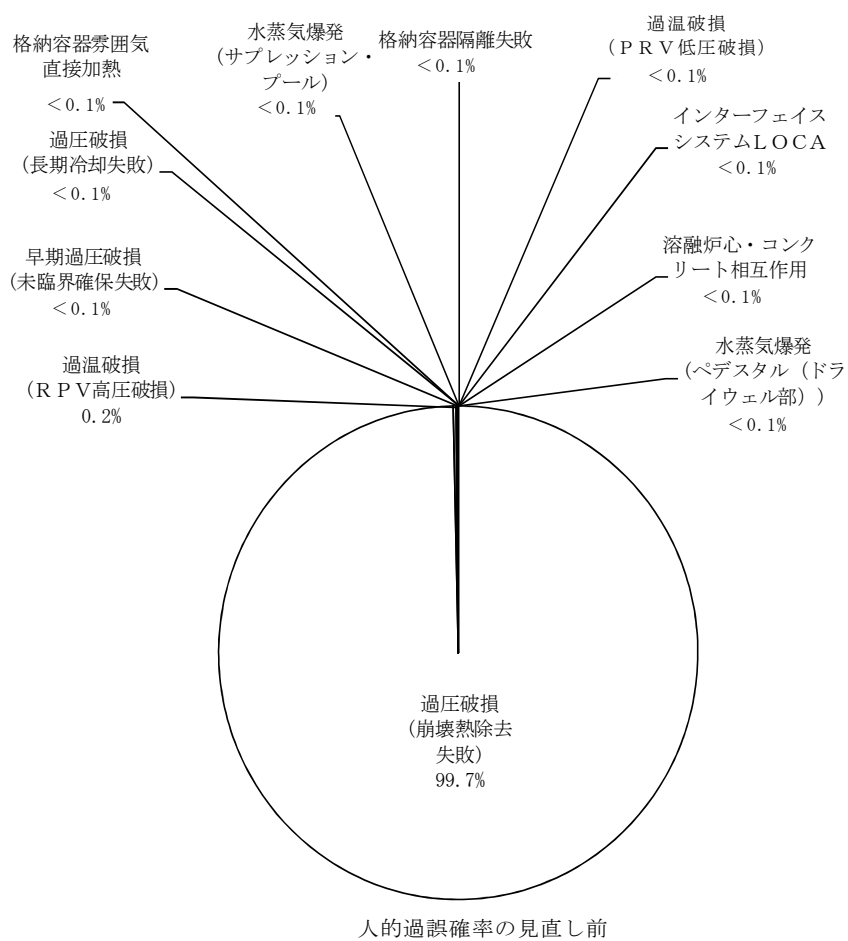 格納容器雰囲気
直接加熱
＜0.1%
水蒸気爆発
(サプレッション・
プール)
＜0.1%
格納容器隔離失敗
＜0.1%
過温破損
(ＰＲＶ低圧破損)
＜0.1%
過圧破損
(長期冷却失敗)
＜0.1%
インターフェイス
システムＬＯＣＡ
＜0.1%
早期過圧破損
(未臨界確保失敗)
＜0.1%
溶融炉心・コンク
リート相互作用
＜0.1%
過温破損
(ＲＰＶ高圧破損)
0.2%
水蒸気爆発
(ペデスタル（ドラ
イウェル部）)
＜0.1%
過圧破損
(崩壊熱除去
失敗)
99.7%
人的過誤確率の見直し前